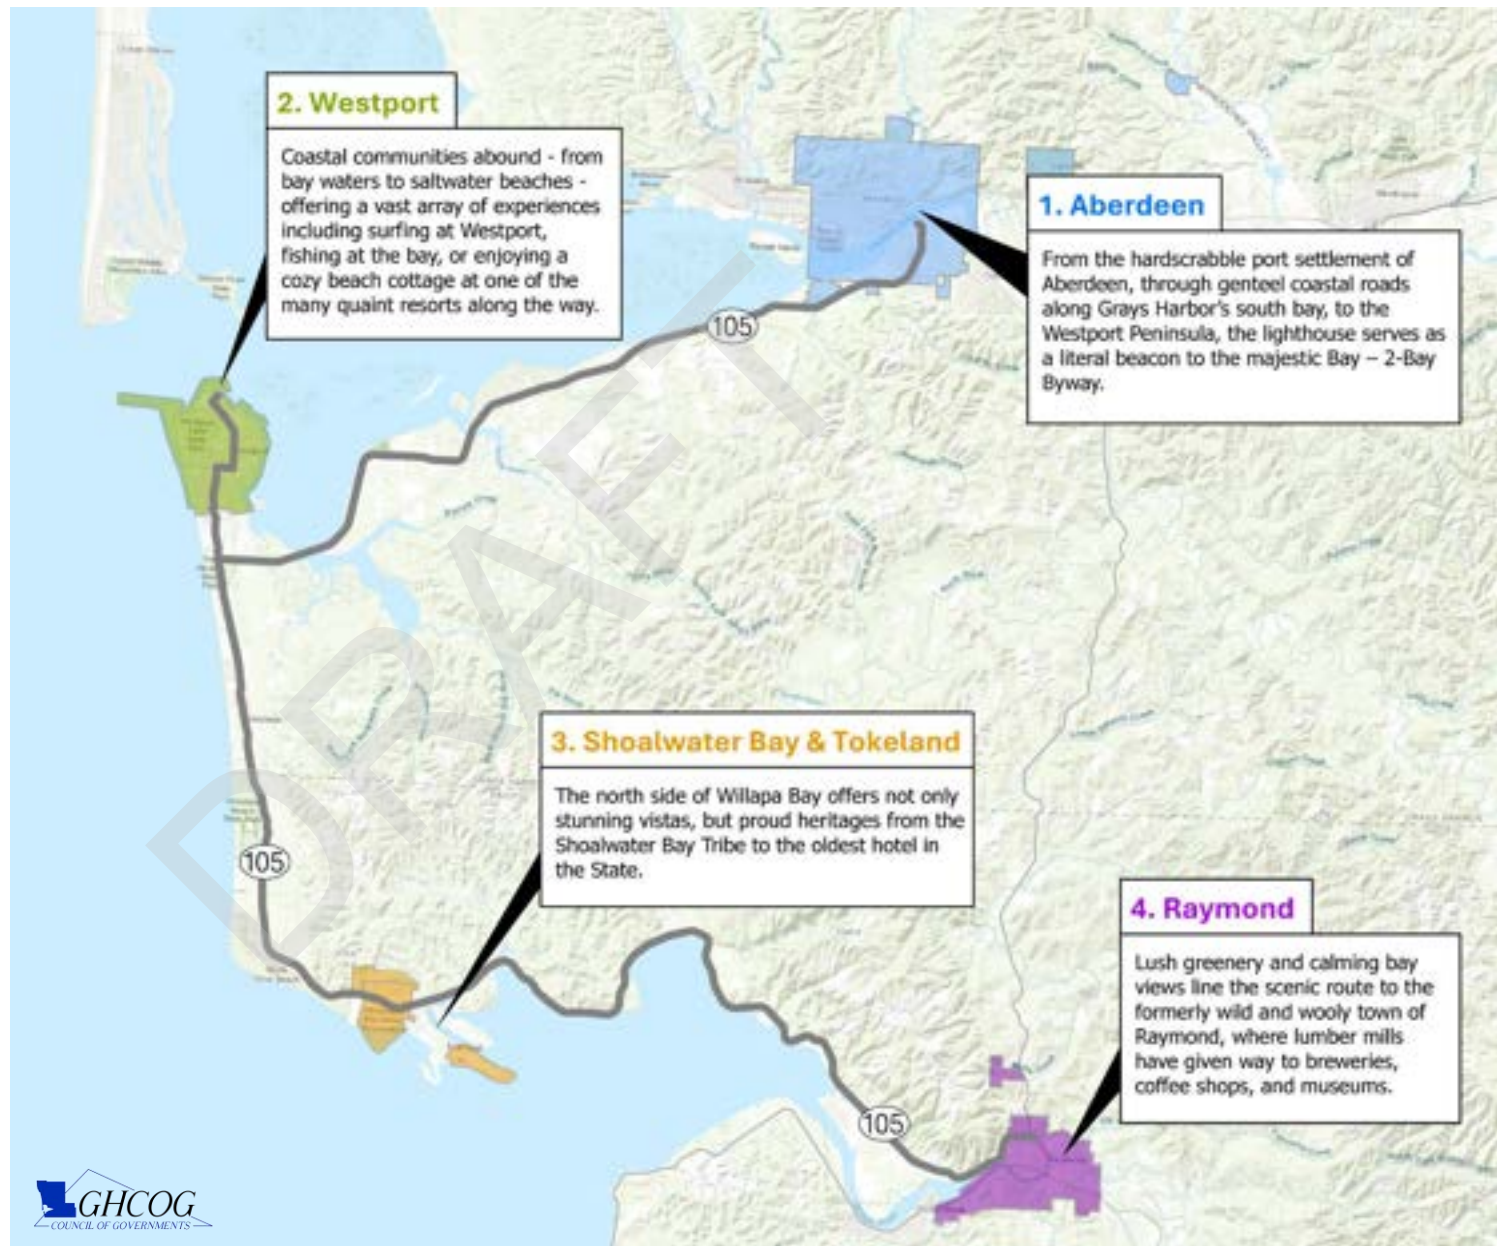 2. Westport
Coastal communities abound - from
bay waters to saltwater beaches -
offering a vast array of experiences
including surfing at Westport,
fishing at the bay, or enjoying a
cozy beach cottage at one of the
many quaint resorts along the way.
1. Aberdeen
From the hardscrabble port settlement of
Aberdeen, through genteel coastal roads
along Grays Harbor's south bay, to the
Westport Peninsula, the lighthouse serves as
a literal beacon to the majestic Bay – 2-Bay
Byway.
105
DRAFT
3. Shoalwater Bay & Tokeland
The north side of Willapa Bay offers not only
stunning vistas, but proud heritages from the
Shoalwater Bay Tribe to the oldest hotel in
the State.
105
4. Raymond
Lush greenery and calming bay
views line the scenic route to the
formerly wild and wooly town of
Raymond, where lumber mills
have given way to breweries,
coffee shops, and museums.
105
GHCOG
COUNCIL OF GOVERNMENTS